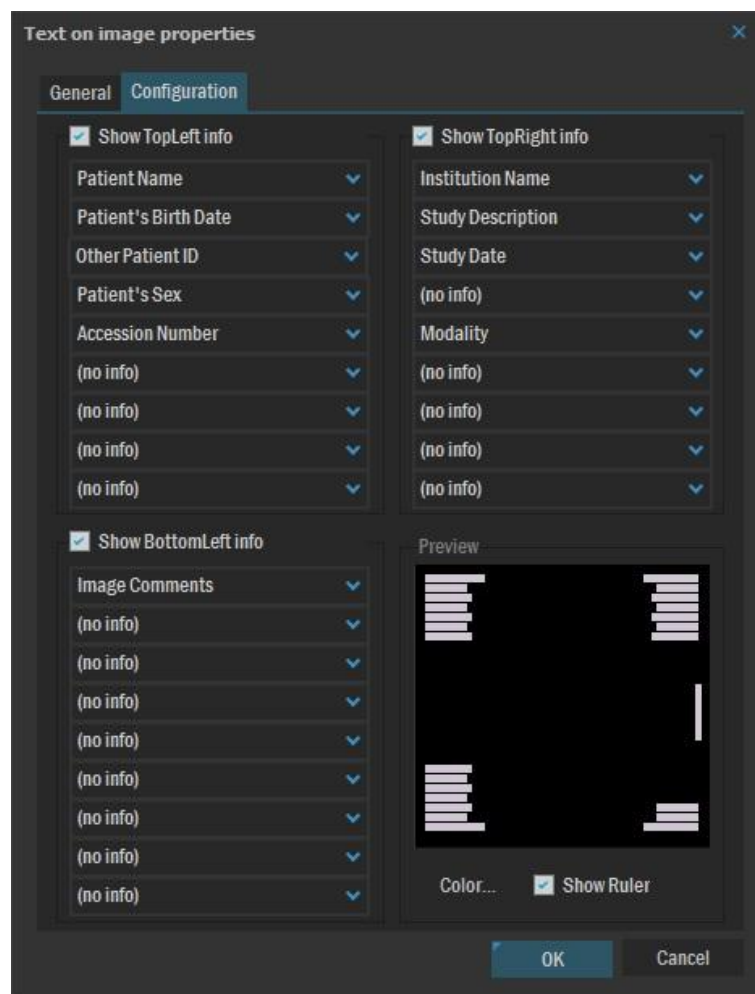 Text on image properties
General
Configuration
Show TopLeft info
Patient Name
Patient's Birth Date
Other Patient ID
Patient's Sex
Accession Number
(no info)
(no info)
(no info)
(no info)
Show TopRight info
Institution Name
Study Description
Study Date
(no info)
Modality
(no info)
(no info)
(no info)
(no info)
Show BottomLeft info
Image Comments
(no info)
(no info)
(no info)
(no info)
(no info)
(no info)
(no info)
(no info)
Preview
Color...
Show Ruler
OK
Cancel